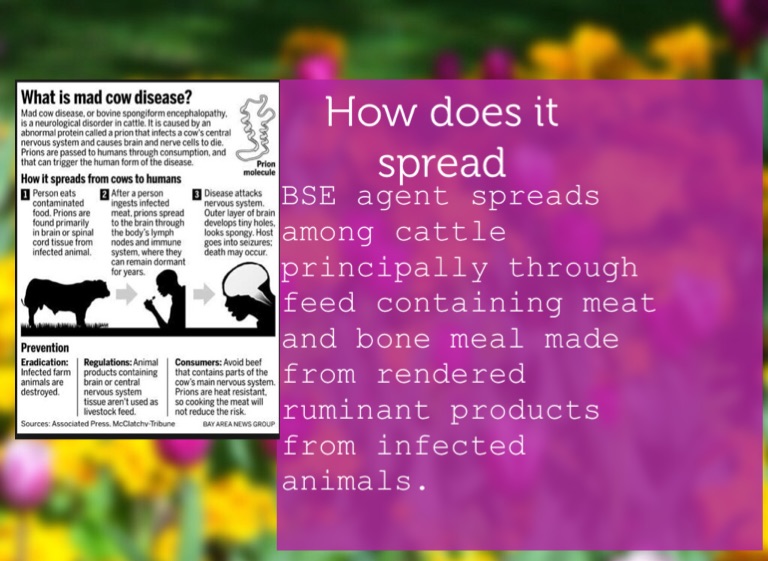 What is mad cow disease?
Mad cow disease, or bovine spongiform encephalopathy,
is a neurological disorder in cattle. It is caused by an
abnormal protein called a prion that infects a cow's central
nervous system and causes brain and nerve cells to die.
Prions are passed to humans through consumption, and
that can trigger the human form of the disease.
Prion
molecule
How it spreads from cows to humans
1 Person eats
contaminated
food. Prions are
found primarily
in brain or spinal
cord tissue from
infected animal.
2 After a person
ingests infected
meat, prions spread
to the brain through
the body's lymph
nodes and immune
system, where they
can remain dormant
for years.
3 Disease attacks
nervous system.
Outer layer of brain
develops tiny holes,
looks spongy. Host
goes into seizures;
death may occur.
Prevention
Eradication:
Infected farm
animals are
destroyed.
Regulations: Animal
products containing
brain or central
nervous system
tissue aren't used as
livestock feed.
Consumers: Avoid beef
that contains parts of the
cow's main nervous system.
Prions are heat resistant,
so cooking the meat will
not reduce the risk.
Sources: Associated Press, McClatchy-Tribune
BAY AREA NEWS GROUP
How does it
spread
BSE agent spreads
among cattle
principally through
feed containing meat
and bone meal made
from rendered
ruminant products
from infected
animals.